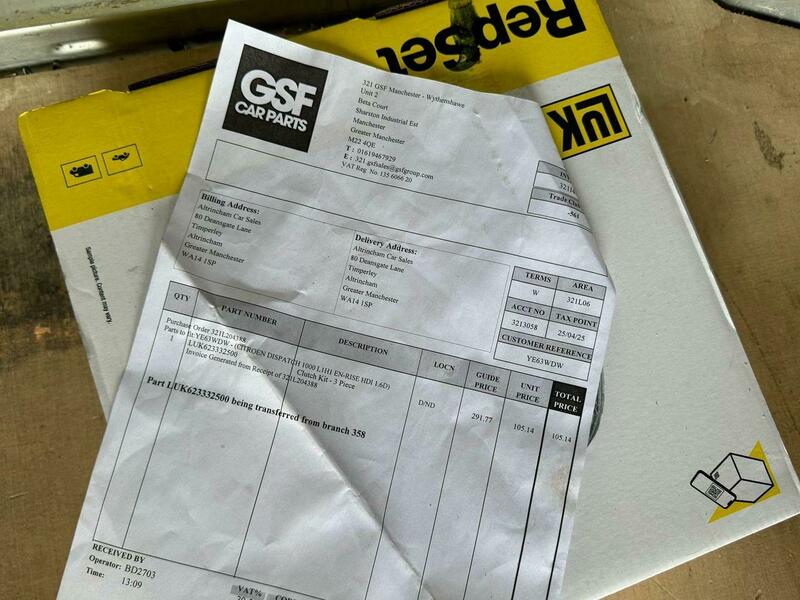 RepSet
LUK
GSF
CAR PARTS
321 GSF Manchester - Wythenshawe
Unit 2
Beta Court
Sharston Industrial Est
Manchester
Greater Manchester
M22 4QE
T : 01619467929
E : 321.gsfsales@gsfgroup.com
VAT Reg No 135 6066 20
Trade
-561
Billing Address:
Altrincham Car Sales
80 Deansgate Lane
Timperley
Altrincham
Greater Manchester
WA14 1SP
Delivery Address:
Altrincham Car Sales
80 Deansgate Lane
Timperley
Altrincham
Greater Manchester
WA14 1SP
TERMS AREA
W 321L06
ACCT NO TAX POINT
3213058 25/04/25
CUSTOMER REFERENCE
YE63WDW
QTY PART NUMBER DESCRIPTION LOCN GUIDE PRICE UNIT PRICE TOTAL PRICE
Purchase Order 321L204388
Parts to fit:YE63WDW - (CITROEN DISPATCH 1000 L1H1 EN-RISE HDI 1.6D)
1 LUK623332500 Clutch Kit - 3 Piece D/ND 291.77 105.14 105.14
Invoice Generated from Receipt of 321L204388
Part LUK623332500 being transferred from branch 358
RECEIVED BY
Operator: BD2703
Time: 13:09
VAT%
Sample picture. Content may vary.